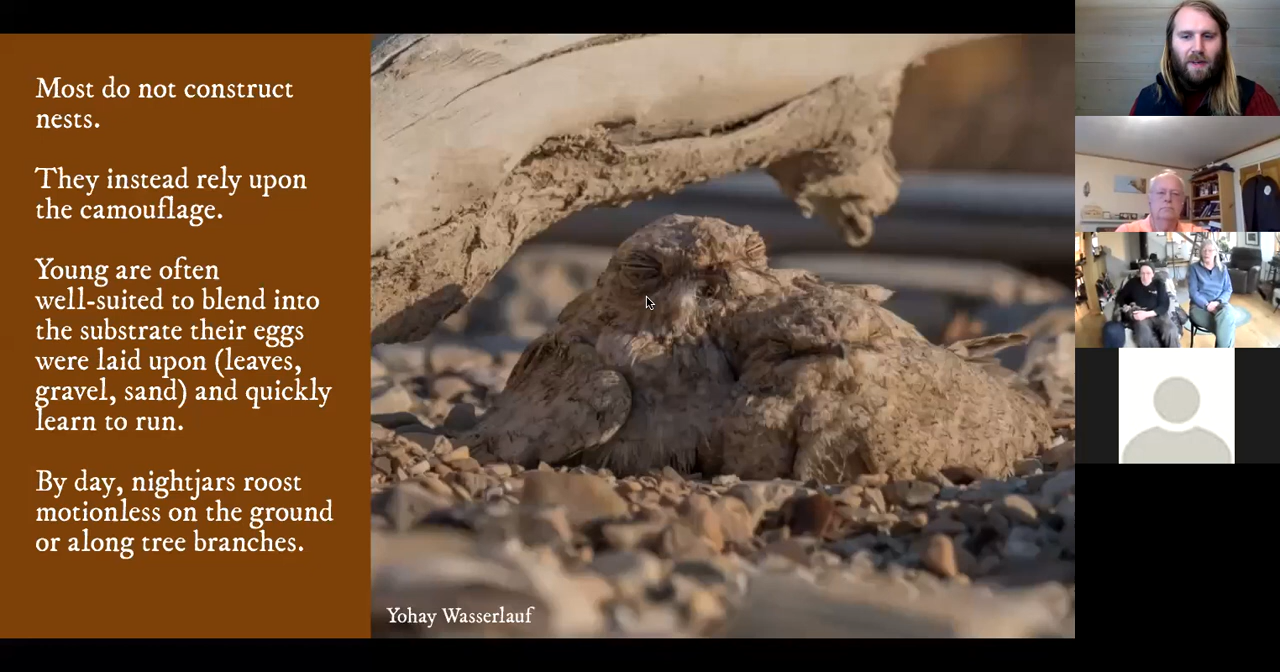 Most do not construct
nests.
They instead rely upon
the camouflage.
Young are often
well-suited to blend into
the substrate their eggs
were laid upon (leaves,
gravel, sand) and quickly
learn to run.
By day, nightjars roost
motionless on the ground
or along tree branches.
Yohay Wasserlauf